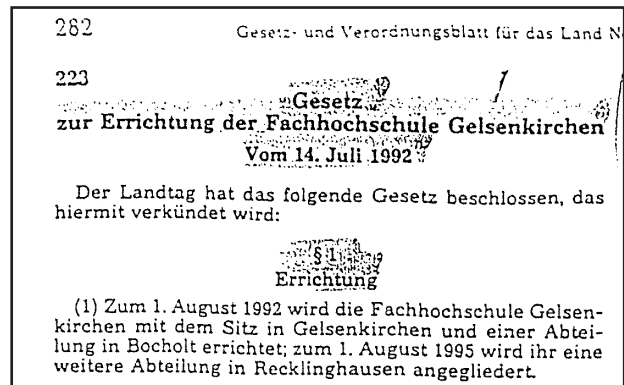 282
Gesetz- und Verordnungsblatt für das Land N
223
Gesetz
zur Errichtung der Fachhochschule Gelsenkirchen
Vom 14. Juli 1992
Der Landtag hat das folgende Gesetz beschlossen, das
hiermit verkündet wird:
§ 1
Errichtung
(1) Zum 1. August 1992 wird die Fachhochschule Gelsen-
kirchen mit dem Sitz in Gelsenkirchen und einer Abtei-
lung in Bocholt errichtet; zum 1. August 1995 wird ihr eine
weitere Abteilung in Recklinghausen angegliedert.